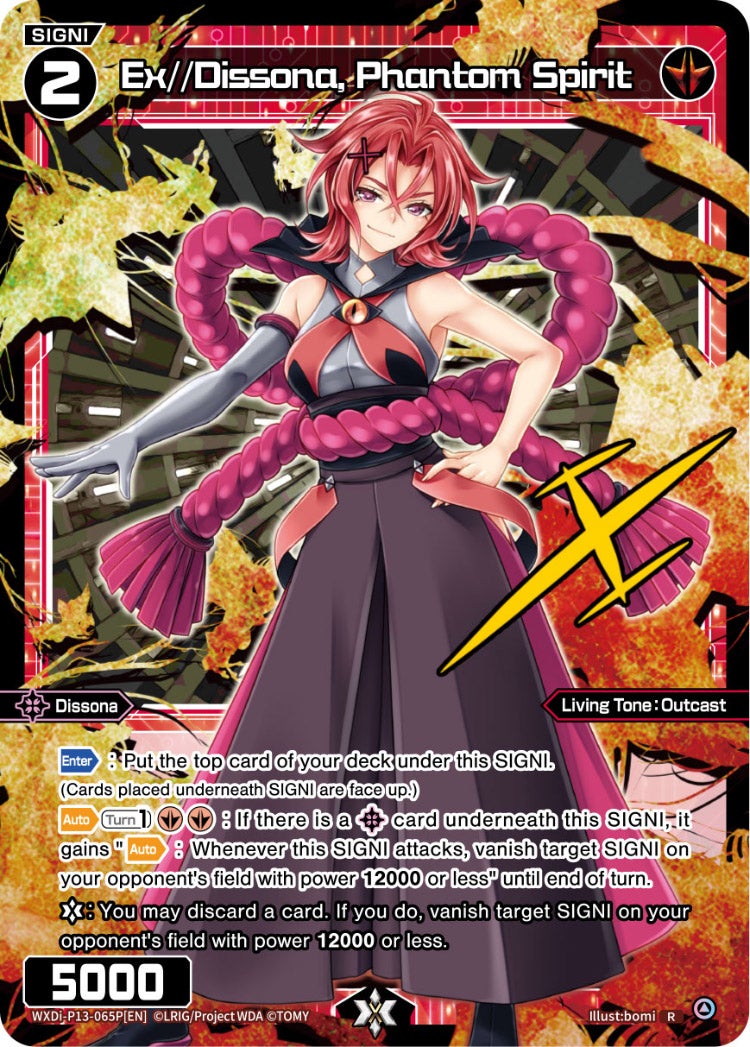 SIGNI
2
Ex//Dissona, Phantom Spirit
Dissona
Living Tone:Outcast
Enter : Put the top card of your deck under this SIGNI.
(Cards placed underneath SIGNI are face up.)
Auto Turn 1 : If there is a card underneath this SIGNI, it
gains " Auto : Whenever this SIGNI attacks, vanish target SIGNI on
your opponent's field with power 12000 or less" until end of turn.
: You may discard a card. If you do, vanish target SIGNI on your
opponent's field with power 12000 or less.
5000
WXDi-P13-065P[EN] ©LRIG/Project WDA ©TOMY
Illust:bomi R